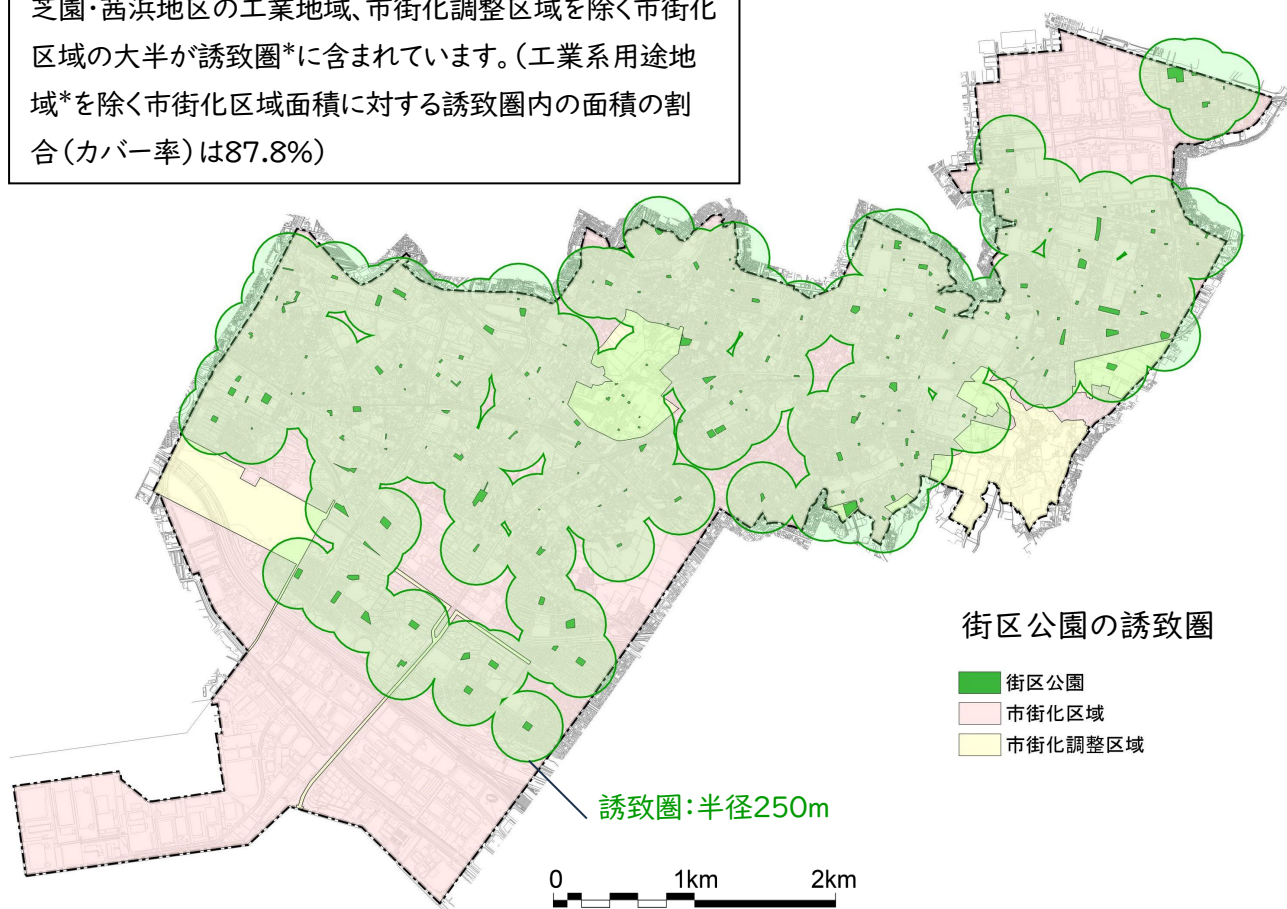 芝園・茜浜地区の工業地域、市街化調整区域を除く市街化
区域の大半が誘致圏*に含まれています。(工業系用途地
域*を除く市街化区域面積に対する誘致圏内の面積の割
合(カバー率)は87.8%)
街区公園の誘致圏
街区公園
市街化区域
市街化調整区域
誘致圏:半径250m
0 1km 2km